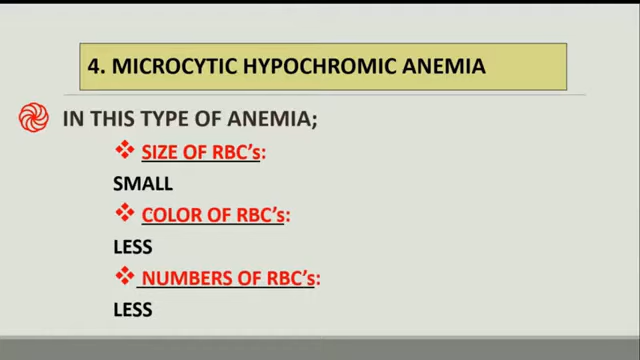 4. MICROCYTIC HYPOCHROMIC ANEMIA
IN THIS TYPE OF ANEMIA;
SIZE OF RBC's:
SMALL
COLOR OF RBC's:
LESS
NUMBERS OF RBC's:
LESS